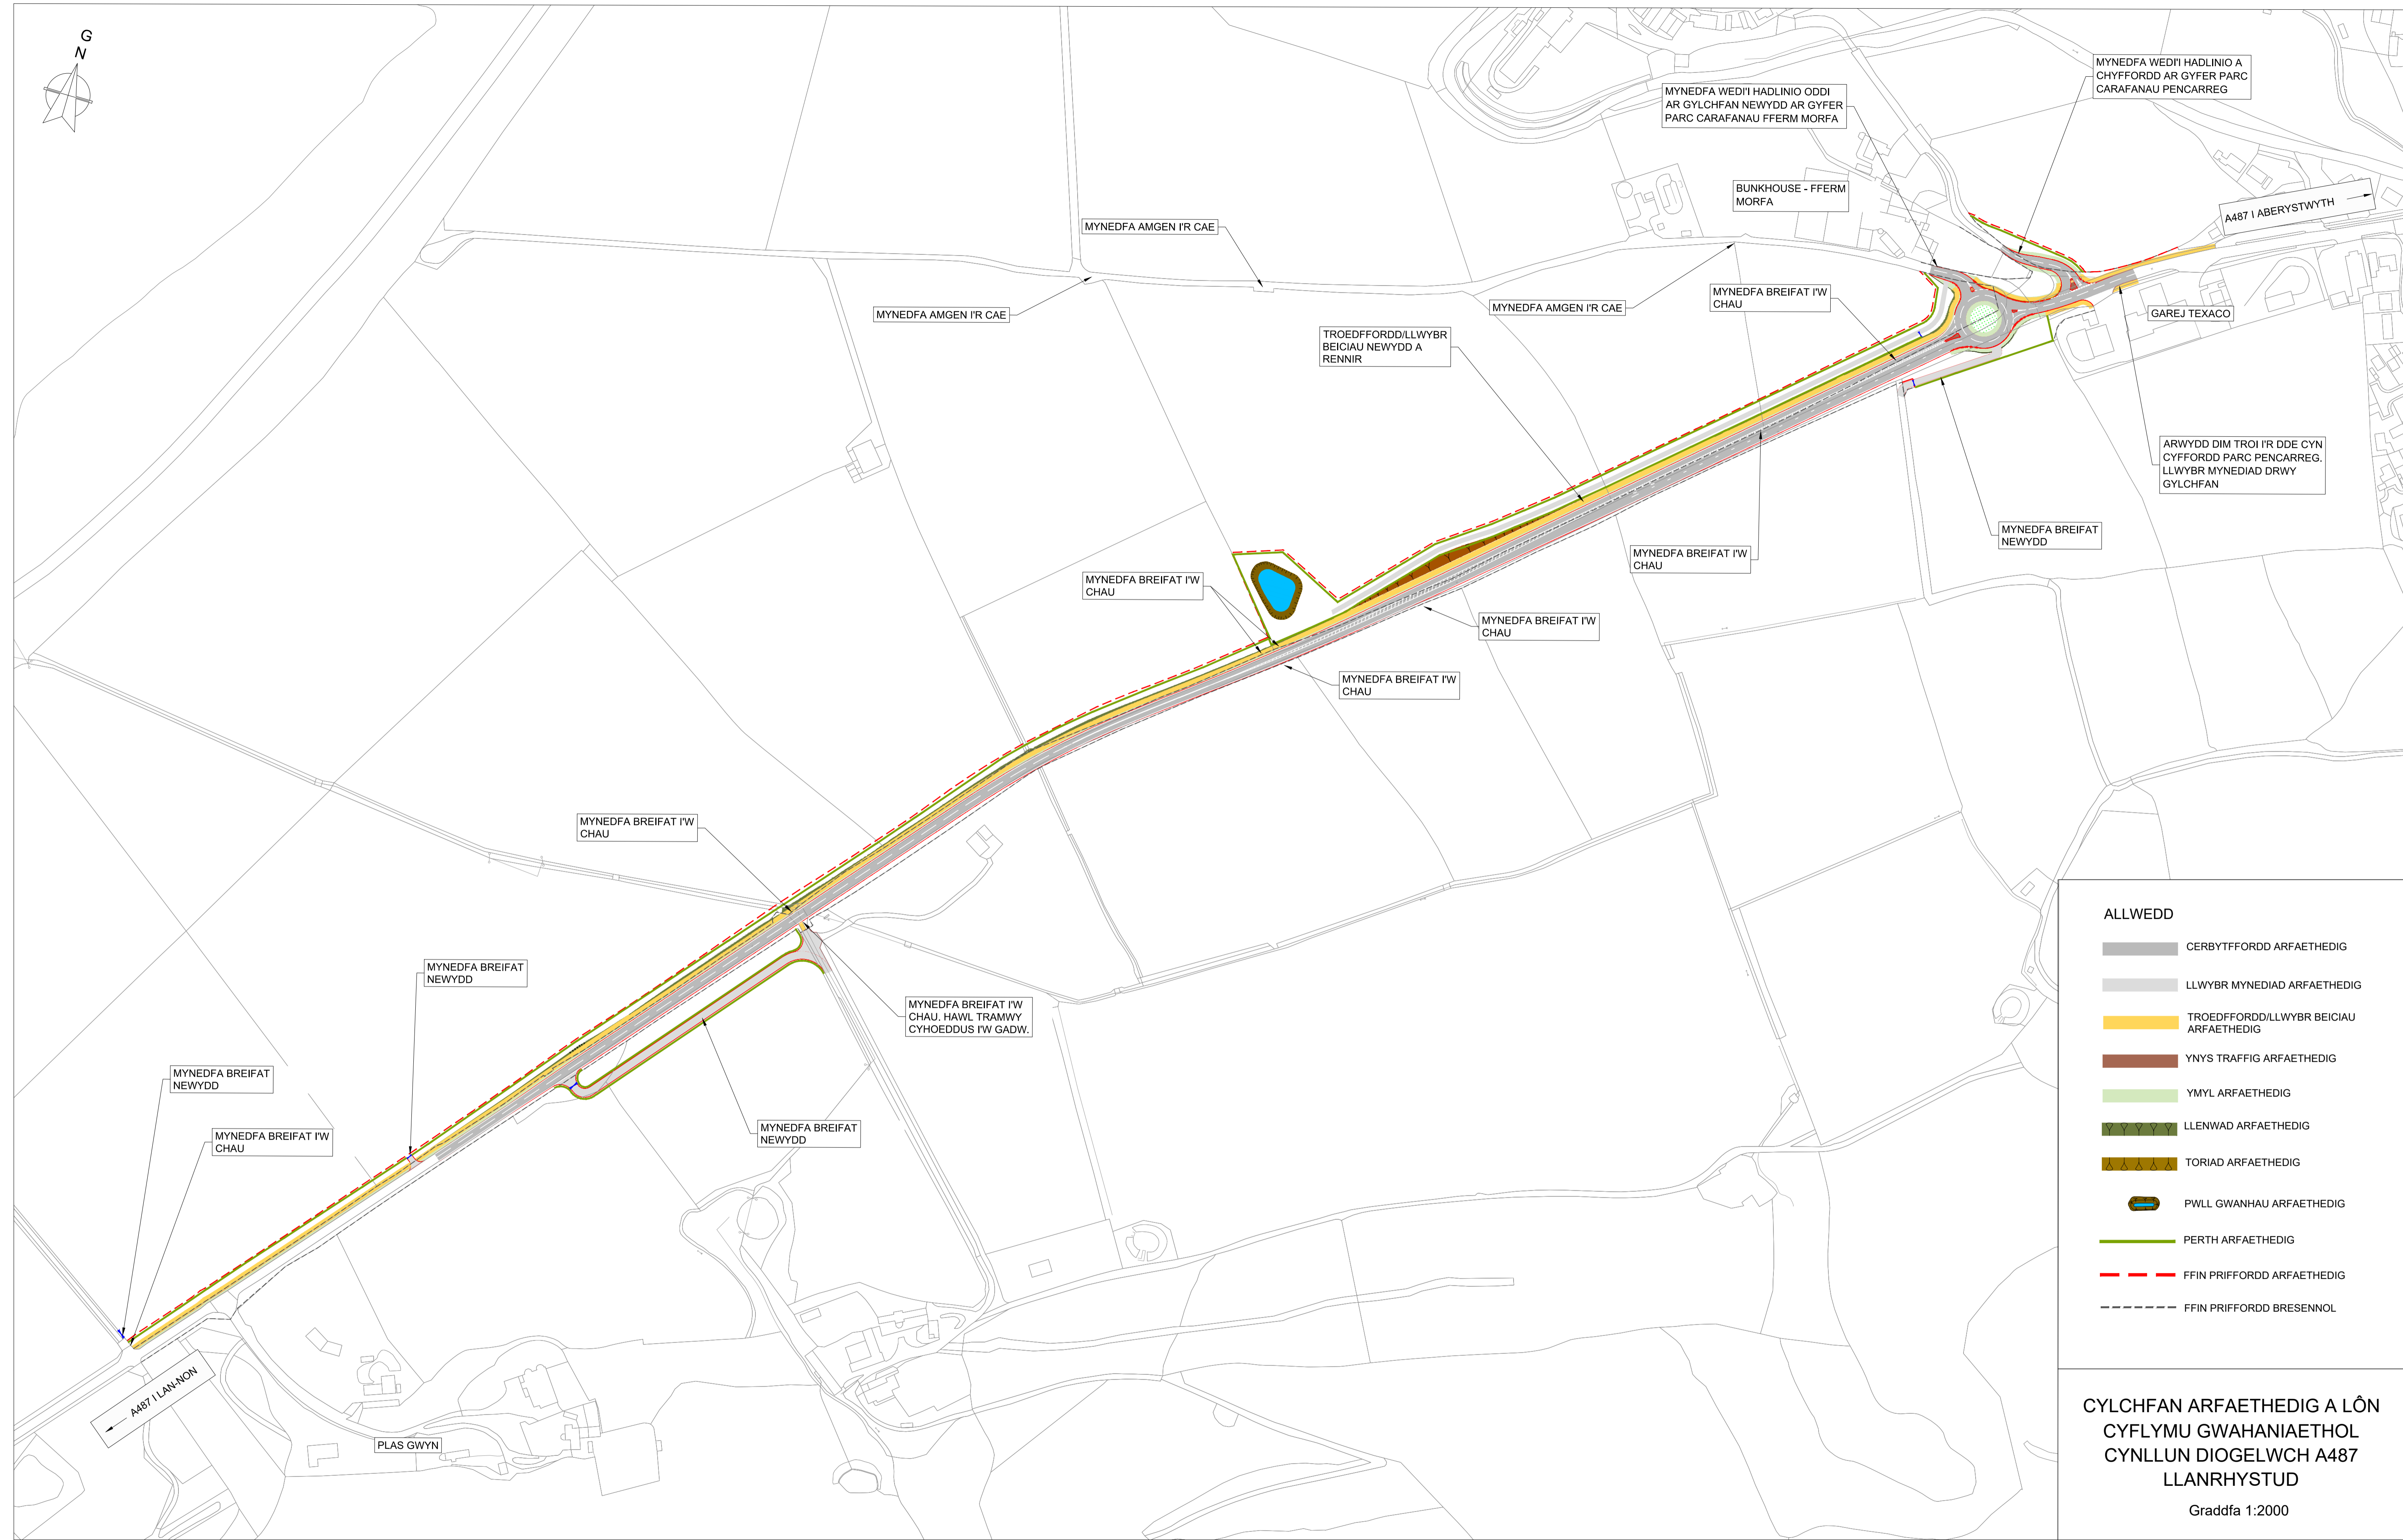 G
N
MYNEDFA WEDI'I HADLINIO A
CHYFFORDD AR GYFER PARC
CARAFANAU PENCARREG
MYNEDFA WEDI'I HADLINIO ODDI
AR GYLCHFAN NEWYDD AR GYFER
PARC CARAFANAU FFERM MORFA
BUNKHOUSE - FFERM
MORFA
A487 I ABERYSTWYTH
MYNEDFA AMGEN I'R CAE
MYNEDFA AMGEN I'R CAE
MYNEDFA AMGEN I'R CAE
MYNEDFA BREIFAT I'W
CHAU
GAREJ TEXACO
TROEDFFORDD/LLWYBR
BEICIAU NEWYDD A
RENNIR
ARWYDD DIM TROI I'R DDE CYN
CYFFORDD PARC PENCARREG.
LLWYBR MYNEDIAD DRWY
GYLCHFAN
MYNEDFA BREIFAT
NEWYDD
MYNEDFA BREIFAT I'W
CHAU
MYNEDFA BREIFAT I'W
CHAU
MYNEDFA BREIFAT I'W
CHAU
MYNEDFA BREIFAT I'W
CHAU
MYNEDFA BREIFAT I'W
CHAU
MYNEDFA BREIFAT
NEWYDD
MYNEDFA BREIFAT I'W
CHAU. HAWL TRAMWY
CYHOEDDUS I'W GADW.
MYNEDFA BREIFAT
NEWYDD
MYNEDFA BREIFAT I'W
CHAU
MYNEDFA BREIFAT
NEWYDD
A487 I LAN-NON
PLAS GWYN
ALLWEDD
CERBYTFFORDD ARFAETHEDIG
LLWYBR MYNEDIAD ARFAETHEDIG
TROEDFFORDD/LLWYBR BEICIAU
ARFAETHEDIG
YNYS TRAFFIG ARFAETHEDIG
YMYL ARFAETHEDIG
LLENWAD ARFAETHEDIG
TORIAD ARFAETHEDIG
PWLL GWANHAU ARFAETHEDIG
PERTH ARFAETHEDIG
FFIN PRIFFORDD ARFAETHEDIG
FFIN PRIFFORDD BRESENNOL
CYLCHFAN ARFAETHEDIG A LÔN
CYFLYMU GWAHANIAETHOL
CYNLLUN DIOGELWCH A487
LLANRHYSTUD
Graddfa 1:2000